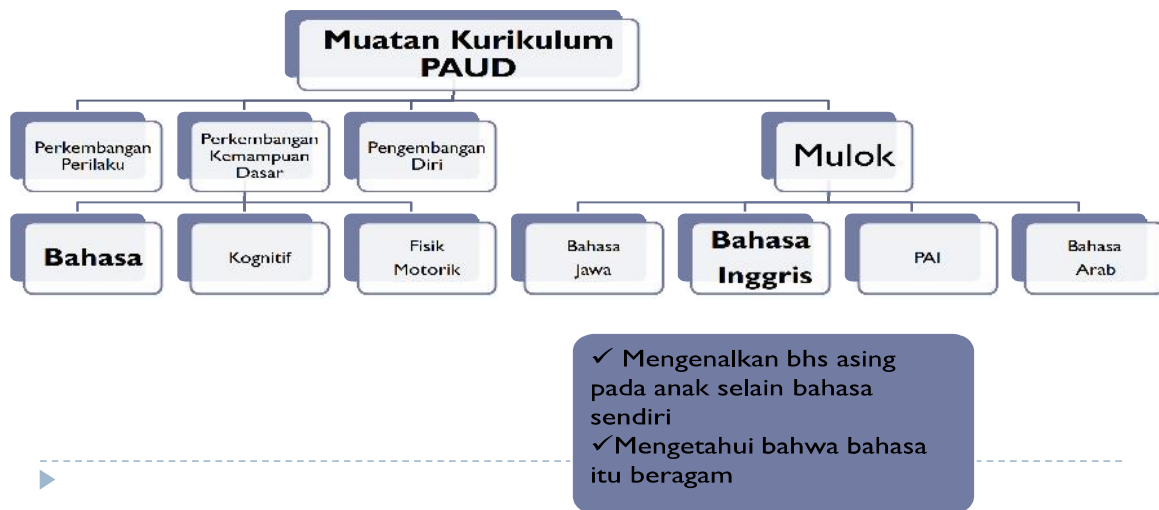 Muatan Kurikulum
PAUD
Perkembangan
Perilaku
Perkembangan
Kemampuan
Dasar
Pengembangan
Diri
Mulok
Bahasa
Kognitif
Fisik
Motorik
Bahasa
Jawa
Bahasa
Inggris
PAI
Bahasa
Arab
✓ Mengenalkan bhs asing
pada anak selain bahasa
sendiri
✓Mengetahui bahwa bahasa
itu beragam